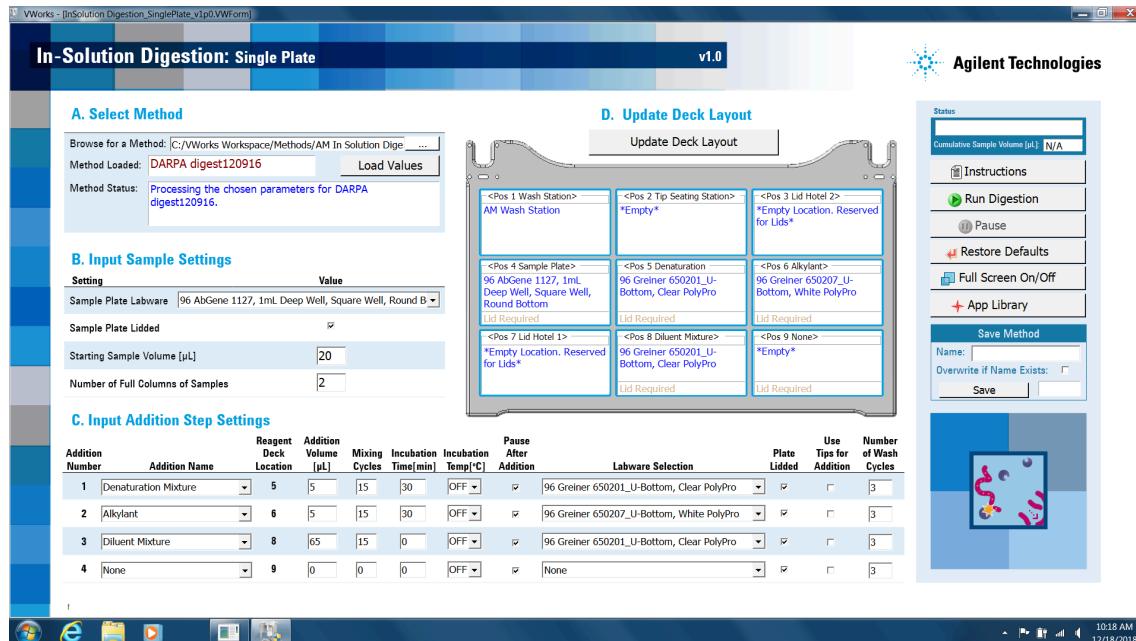 VWorks - [InSolution Digestion_SinglePlate_v1p0.VWForm]
In-Solution Digestion: Single Plate
v1.0
Agilent Technologies
A. Select Method
Browse for a Method: C:/VWorks Workspace/Methods/AM In Solution Dige ...
Method Loaded: DARPA digest120916 Load Values
Method Status: Processing the chosen parameters for DARPA
digest120916.
B. Input Sample Settings
Setting Value
Sample Plate Labware 96 AbGene 1127, 1mL Deep Well, Square Well, Round B
Sample Plate Lidded
Starting Sample Volume [µL] 20
Number of Full Columns of Samples 2
D. Update Deck Layout
Update Deck Layout
<Pos 1 Wash Station>
AM Wash Station
<Pos 2 Tip Seating Station>
*Empty*
<Pos 3 Lid Hotel 2>
*Empty Location. Reserved
for Lids*
<Pos 4 Sample Plate>
96 AbGene 1127, 1mL
Deep Well, Square Well,
Round Bottom
Lid Required
<Pos 5 Denaturation
96 Greiner 650201_U-
Bottom, Clear PolyPro
Lid Required
<Pos 6 Alkylant>
96 Greiner 650207_U-
Bottom, White PolyPro
Lid Required
<Pos 7 Lid Hotel 1>
*Empty Location. Reserved
for Lids*
<Pos 8 Diluent Mixture>
96 Greiner 650201_U-
Bottom, Clear PolyPro
Lid Required
<Pos 9 None>
*Empty*
Lid Required
Status
Cumulative Sample Volume [µL]: N/A
Instructions
Run Digestion
Pause
Restore Defaults
Full Screen On/Off
App Library
Save Method
Name:
Overwrite if Name Exists:
Save
C. Input Addition Step Settings
Addition Number
Addition Name
Reagent Deck Location
Addition Volume [µL]
Mixing Cycles
Incubation Time[min]
Incubation Temp[°C]
Pause After Addition
Labware Selection
Plate Lidded
Use Tips for Addition
Number of Wash Cycles
1 Denaturation Mixture 5 5 15 30 OFF 96 Greiner 650201_U-Bottom, Clear PolyPro 3
2 Alkylant 6 5 15 30 OFF 96 Greiner 650207_U-Bottom, White PolyPro 3
3 Diluent Mixture 8 65 15 0 OFF 96 Greiner 650201_U-Bottom, Clear PolyPro 3
4 None 9 0 0 0 OFF None 3
10:18 AM